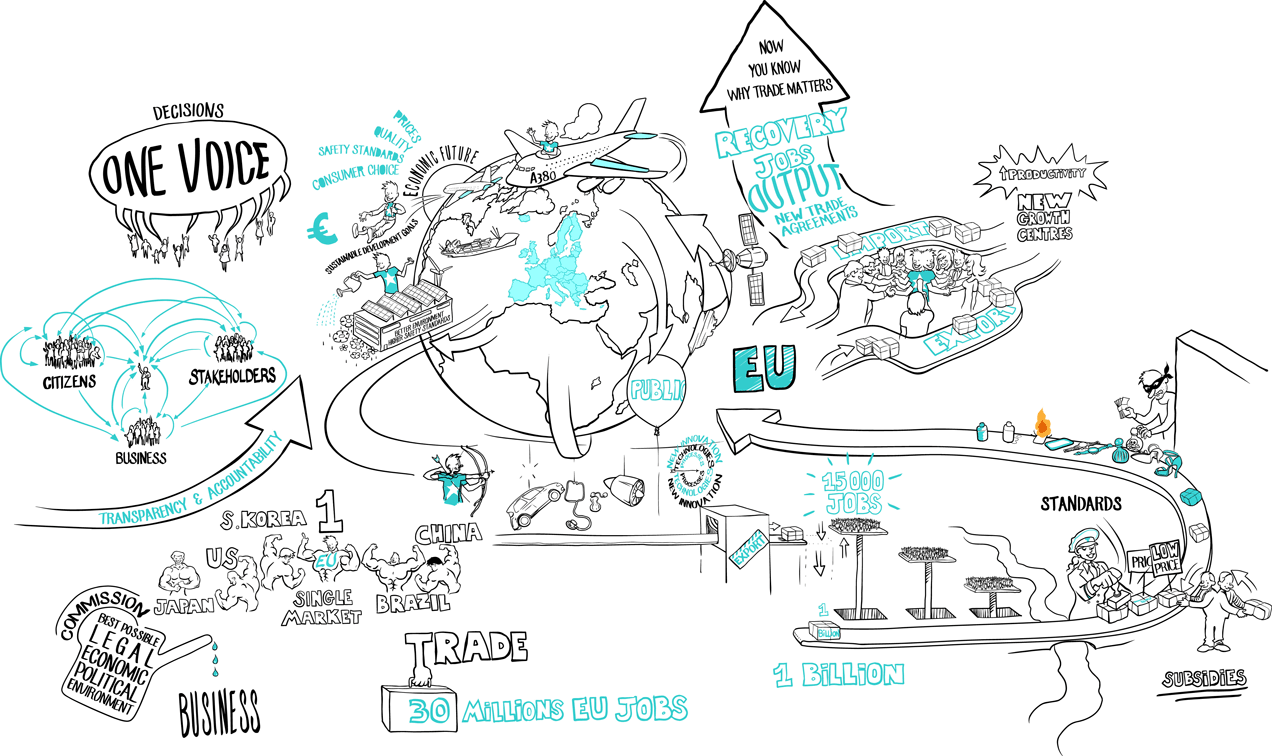 DECISIONS
ONE VOICE
PRICES
QUALITY
SAFETY STANDARDS
CONSUMER CHOICE
ECONOMIC FUTURE
€
SUSTAINABLE DEVELOPMENT GOALS
BETTER ENVIRONMENT
HIGHER SAFETY STANDARDS
A380
NOW
YOU KNOW
WHY TRADE MATTERS
RECOVERY
JOBS
OUTPUT
NEW TRADE
AGREEMENTS
↑PRODUCTIVITY
NEW
GROWTH
CENTRES
IMPORT
EXPORT
EU
CITIZENS
STAKEHOLDERS
BUSINESS
TRANSPARENCY & ACCOUNTABILITY
PUBLI
NEW INNOVATION
TECHNOLOGIES
TECHNOLOGIES
NEW INNOVATION
EXPORT
15000
JOBS
1
BILLION
1 BILLION
STANDARDS
PRIC
LOW
PRICE
SUBSIDIES
S.KOREA
1
CHINA
US
EU
JAPAN
SINGLE
MARKET
BRAZIL
COMMISSION
BEST POSSIBLE
LEGAL
ECONOMIC
POLITICAL
ENVIRONMENT
BUSINESS
TRADE
30 MILLIONS EU JOBS